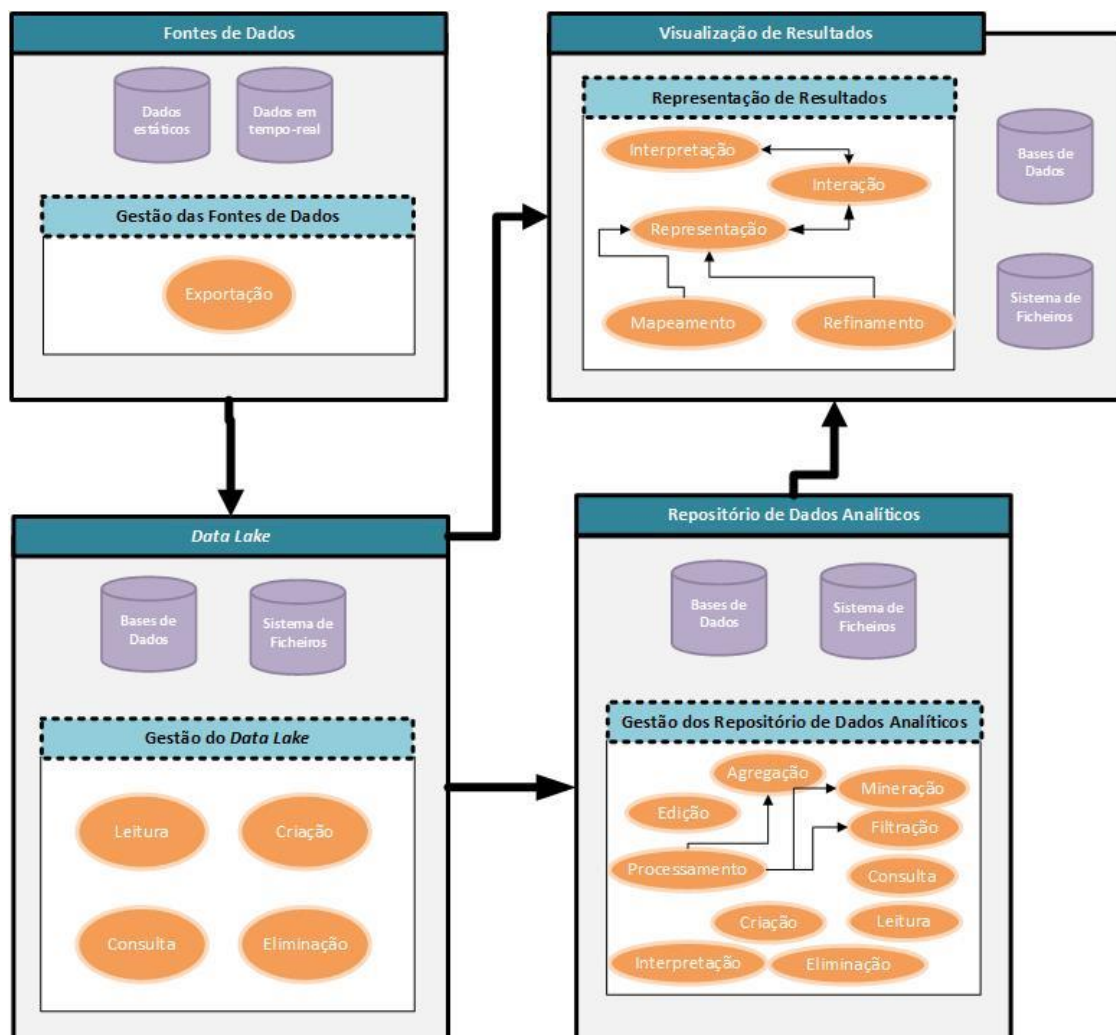 Fontes de Dados
Dados
estáticos
Dados em
tempo-real
Gestão das Fontes de Dados
Exportação
Visualização de Resultados
Representação de Resultados
Interpretação
Interação
Representação
Mapeamento
Refinamento
Bases de
Dados
Sistema de
Ficheiros
Data Lake
Bases de
Dados
Sistema de
Ficheiros
Gestão do Data Lake
Leitura
Criação
Consulta
Eliminação
Repositório de Dados Analíticos
Bases de
Dados
Sistema de
Ficheiros
Gestão dos Repositório de Dados Analíticos
Agregação
Mineração
Edição
Filtração
Processamento
Consulta
Criação
Leitura
Interpretação
Eliminação